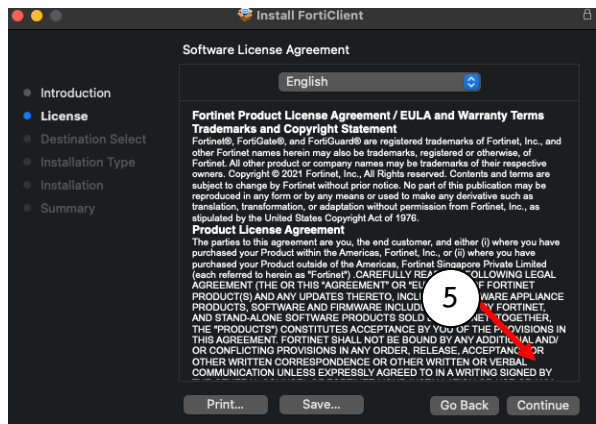 Install FortiClient
Software License Agreement
English
Introduction
License
Destination Select
Installation Type
Installation
Summary
Fortinet Product License Agreement / EULA and Warranty Terms
Trademarks and Copyright Statement
Fortinet®, FortiGate®, and FortiGuard® are registered trademarks of Fortinet, Inc., and
other Fortinet names herein may also be trademarks, registered or otherwise, of
Fortinet. All other product or company names may be trademarks of their respective
owners. Copyright © 2021 Fortinet, Inc., All Rights reserved. Contents and terms are
subject to change by Fortinet without prior notice. No part of this publication may be
reproduced in any form or by any means or used to make any derivative such as
translation, transformation, or adaptation without permission from Fortinet, Inc., as
stipulated by the United States Copyright Act of 1976.
Product License Agreement
The parties to this agreement are you, the end customer, and either (i) where you have
purchased your Product within the Americas, Fortinet, Inc., or (ii) where you have
purchased your Product outside of the Americas, Fortinet Singapore Private Limited
(each referred to herein as "Fortinet") .CAREFULLY REA OLLOWING LEGAL
AGREEMENT (THE OR THIS "AGREEMENT" OR "EU F FORTINET
PRODUCT(S) AND ANY UPDATES THERETO, INCL WARE APPLIANCE
PRODUCTS, SOFTWARE AND FIRMWARE INCLUD Y FORTINET,
AND STAND-ALONE SOFTWARE PRODUCTS SOLD NET (TOGETHER,
THE "PRODUCTS") CONSTITUTES ACCEPTANCE BY YOU OF THE PROVISIONS IN
THIS AGREEMENT. FORTINET SHALL NOT BE BOUND BY ANY ADDITIONAL AND/
OR CONFLICTING PROVISIONS IN ANY ORDER, RELEASE, ACCEPTANCE OR
OTHER WRITTEN CORRESPONDENCE OR OTHER WRITTEN OR VERBAL
COMMUNICATION UNLESS EXPRESSLY AGREED TO IN A WRITING SIGNED BY
5
Print...
Save...
Go Back
Continue